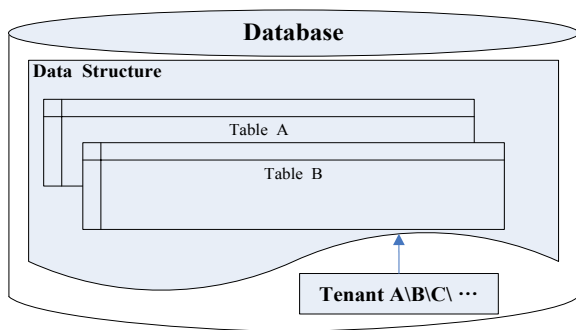 Database
Data Structure
Table A
Table B
Tenant A\B\C\ ···